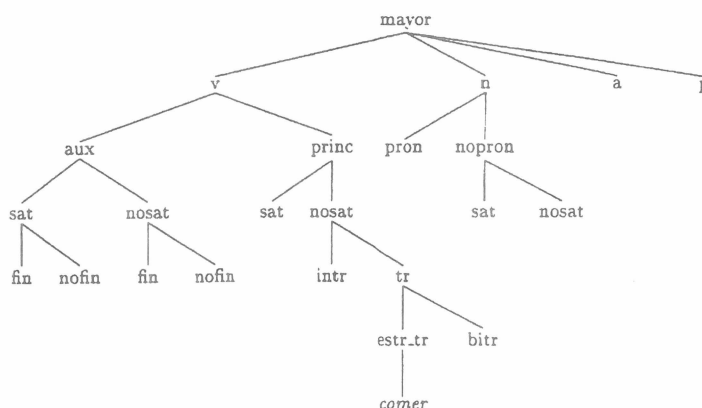 mayor
v n a p
aux princ pron nopron
sat nosat sat nosat sat nosat
fin nofin fin nofin intr tr
estr_tr bitr
comer